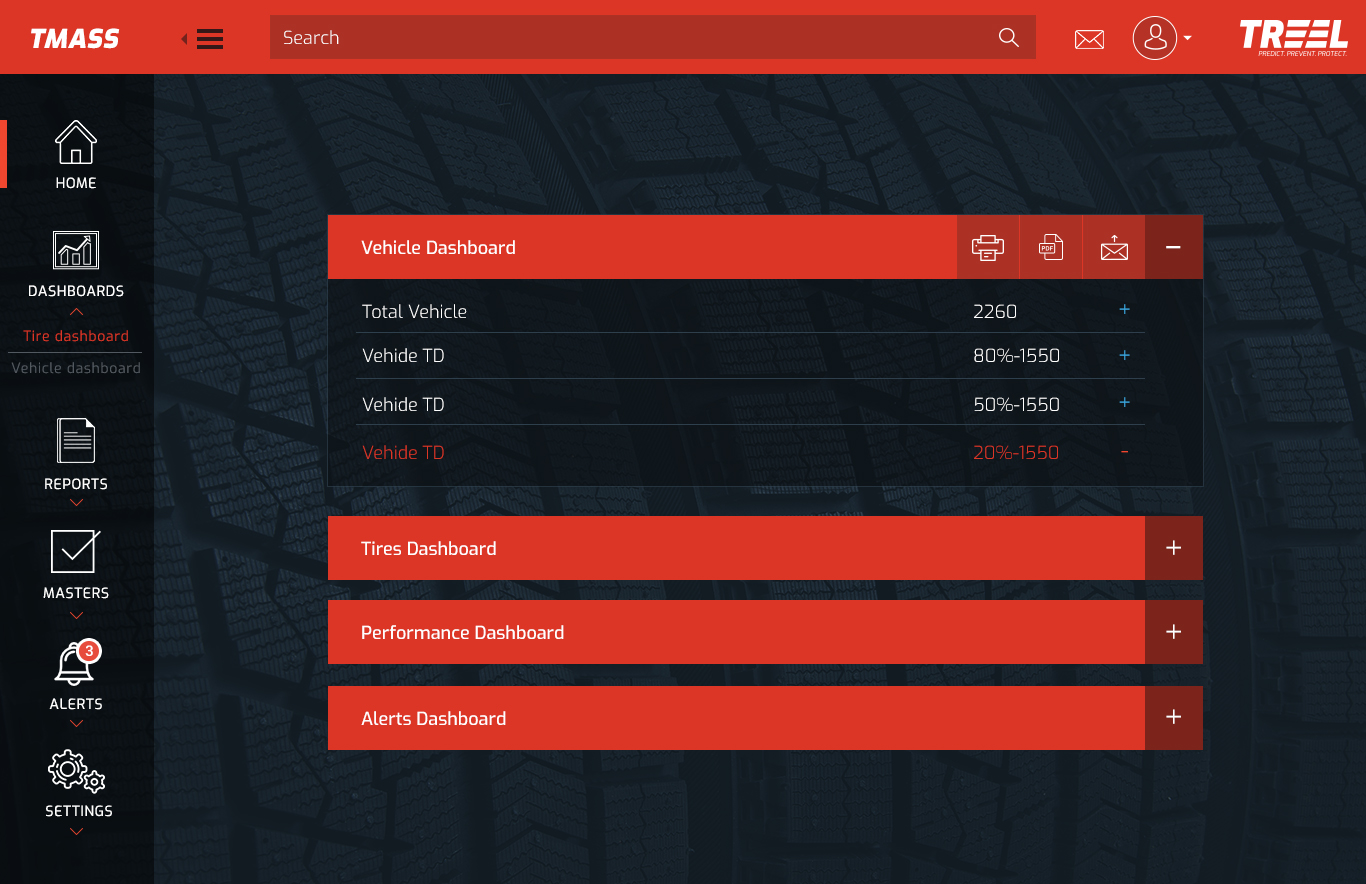 TMASS
Search
TREEL
PREDICT. PREVENT. PROTECT.
HOME
DASHBOARDS
Tire dashboard
Vehicle dashboard
REPORTS
MASTERS
3
ALERTS
SETTINGS
Vehicle Dashboard
PDF
Total Vehicle 2260 +
Vehide TD 80%-1550 +
Vehide TD 50%-1550 +
Vehide TD 20%-1550 -
Tires Dashboard +
Performance Dashboard +
Alerts Dashboard +